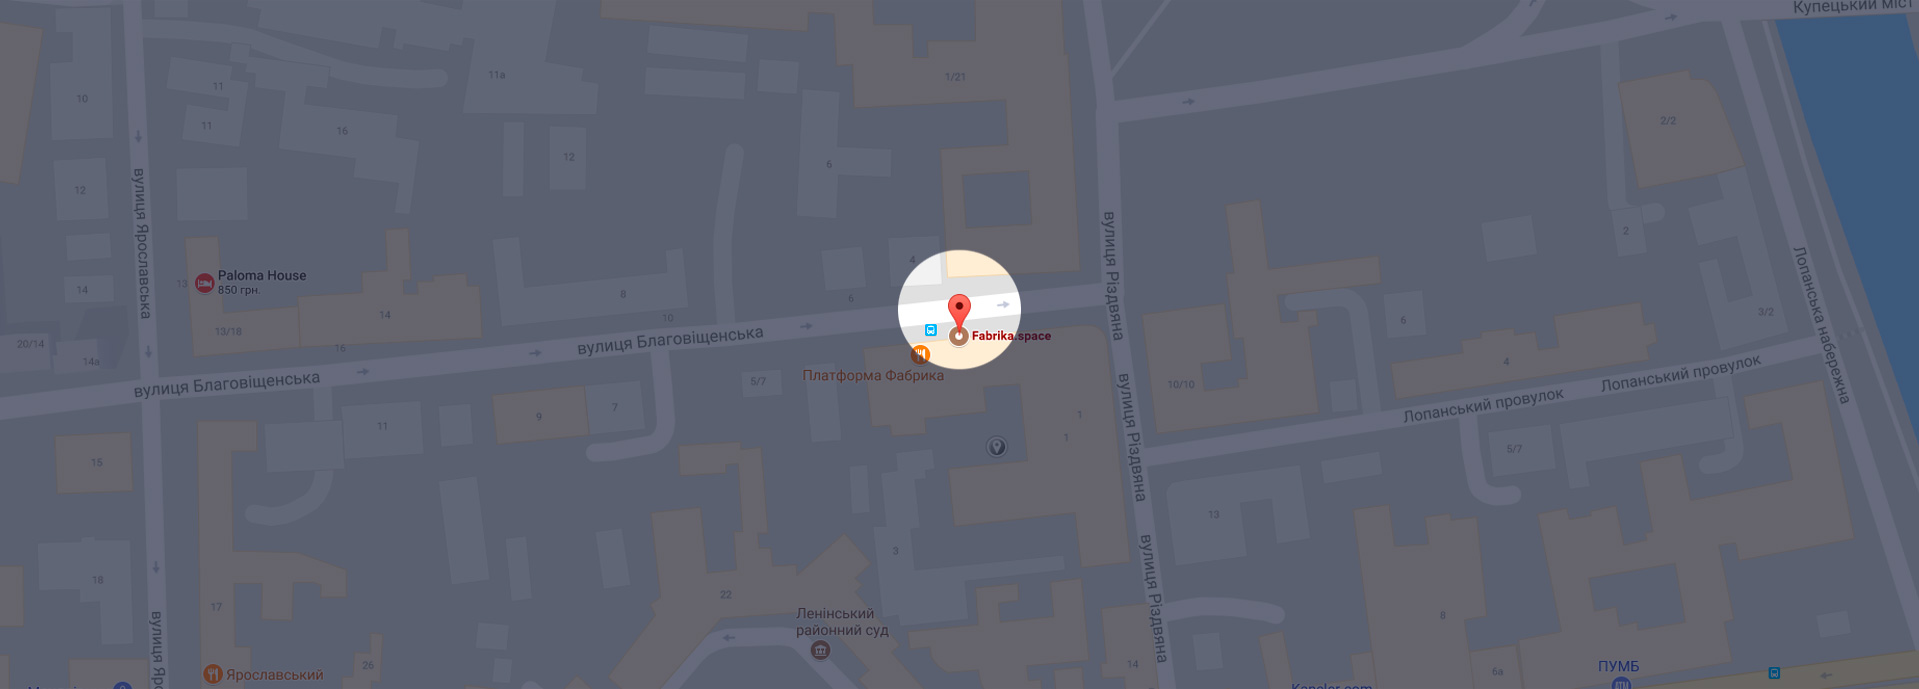 Купецький міст
11а
1/21
10
11
11
16
12
6
2/2
12
вулиця Ярославська
вулиця Різдвяна
2
4
Лопанська набережна
Paloma House
850 грн.
13
14
8
6
14
13/18
10
3/2
6
Fabrika.space
вулиця Благовіщенська
20/14
14а
16
Платформа Фабрика
4
Лопанський провулок
вулиця Благовіщенська
5/7
10/10
Лопанський провулок
9
7
1
11
1
вулиця Різдвяна
15
5/7
13
3
18
22
17
вулиця Різдвяна
Ленінський
районний суд
8
26
14
6а
Ярославський
ПУМБ